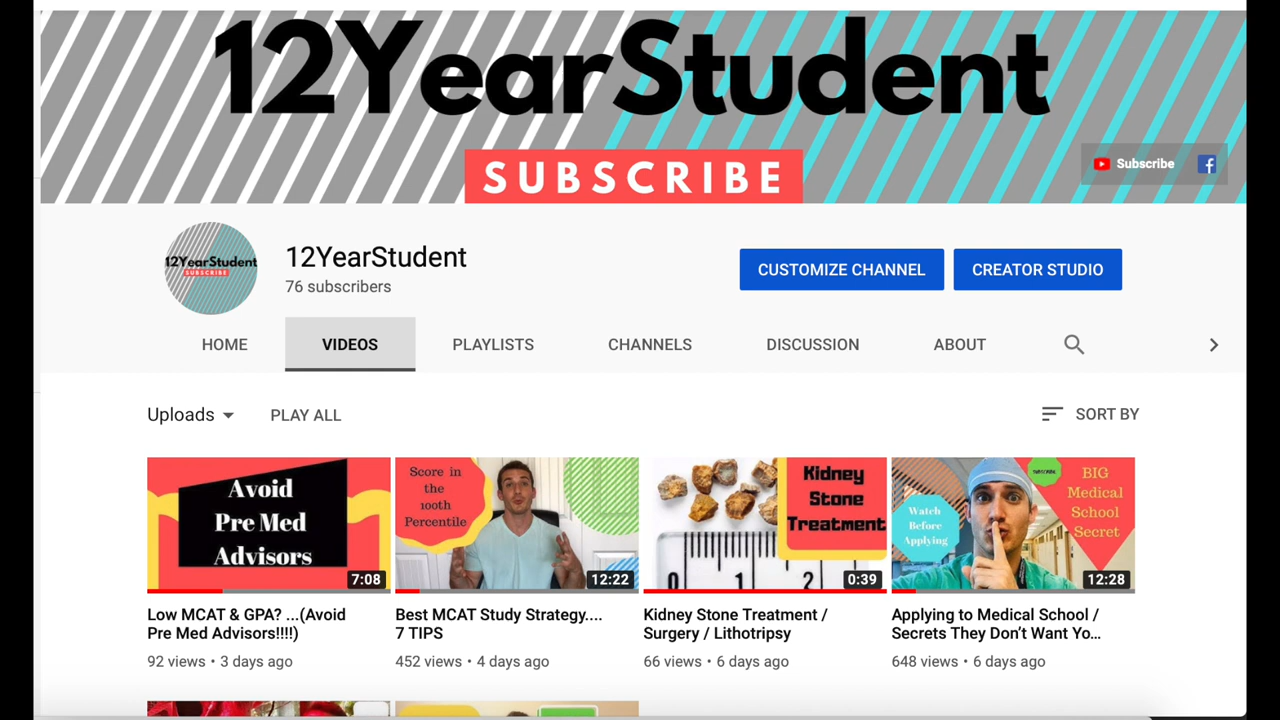 12YearStudent
SUBSCRIBE
Subscribe
12YearStudent
SUBSCRIBE
12YearStudent
76 subscribers
CUSTOMIZE CHANNEL
CREATOR STUDIO
HOME
VIDEOS
PLAYLISTS
CHANNELS
DISCUSSION
ABOUT
Uploads
PLAY ALL
SORT BY
Avoid
Pre Med
Advisors
7:08
Low MCAT & GPA? ...(Avoid
Pre Med Advisors!!!!)
92 views • 3 days ago
Score in
the
100th
Percentile
12:22
Best MCAT Study Strategy....
7 TIPS
452 views • 4 days ago
Kidney
Stone
Treatment
0 1 2
0:39
Kidney Stone Treatment /
Surgery / Lithotripsy
66 views • 6 days ago
Watch
Before
Applying
SUBSCRIBE
BIG
Medical
School
Secret
12:28
Applying to Medical School /
Secrets They Don’t Want Yo...
648 views • 6 days ago